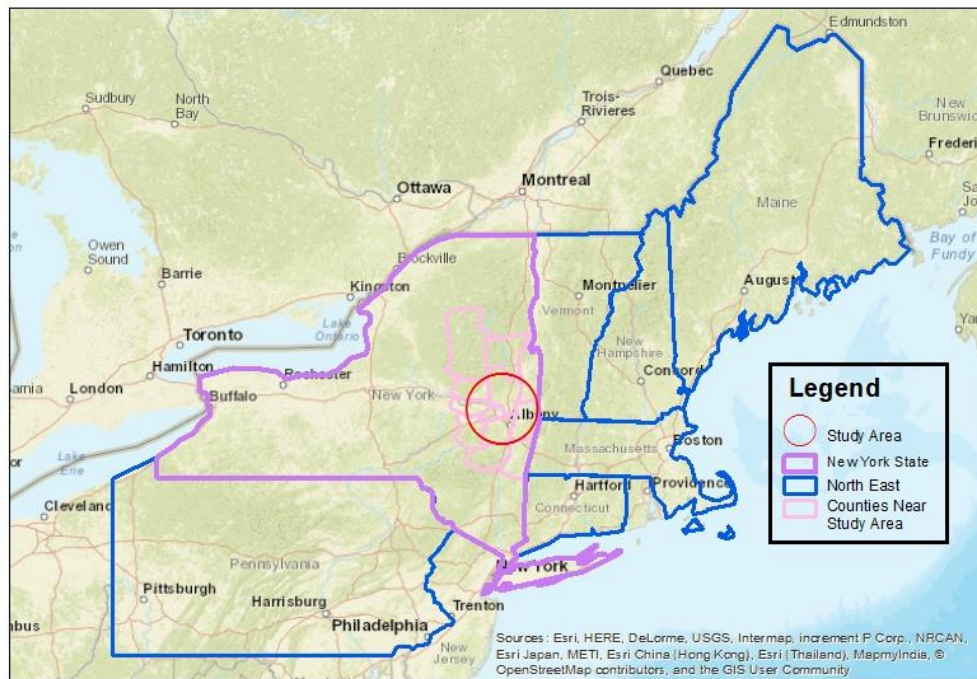 Edmundston
Quebec
Sudbury
North
Bay
Trois-
Rivieres
New
Brunswick
Frederi
Ottawa
Montreal
Maine
Saint
Jo
Owen
Sound
Bay of
Fundy
Brockville
Barrie
Kingston
Montpelier
August
Vermont
Toronto
Lake
Ontario
New
Hampshire
Hamilton
Rochester
London
Buffalo
New York
Concord
Albany
Lake
Erie
Massachusetts
Boston
Cleveland
Hartford
Providence
Connecticut
Pennsylvania
New York
Pittsburgh
Harrisburg
Trenton
Philadelphia
New
Jersey
Legend
Study Area
New York State
North East
Counties Near
Study Area
Sources: Esri, HERE, DeLorme, USGS, Intermap, increment P Corp., NRCAN,
Esri Japan, METI, Esri China (Hong Kong), Esri (Thailand), MapmyIndia, ©
OpenStreetMap contributors, and the GIS User Community